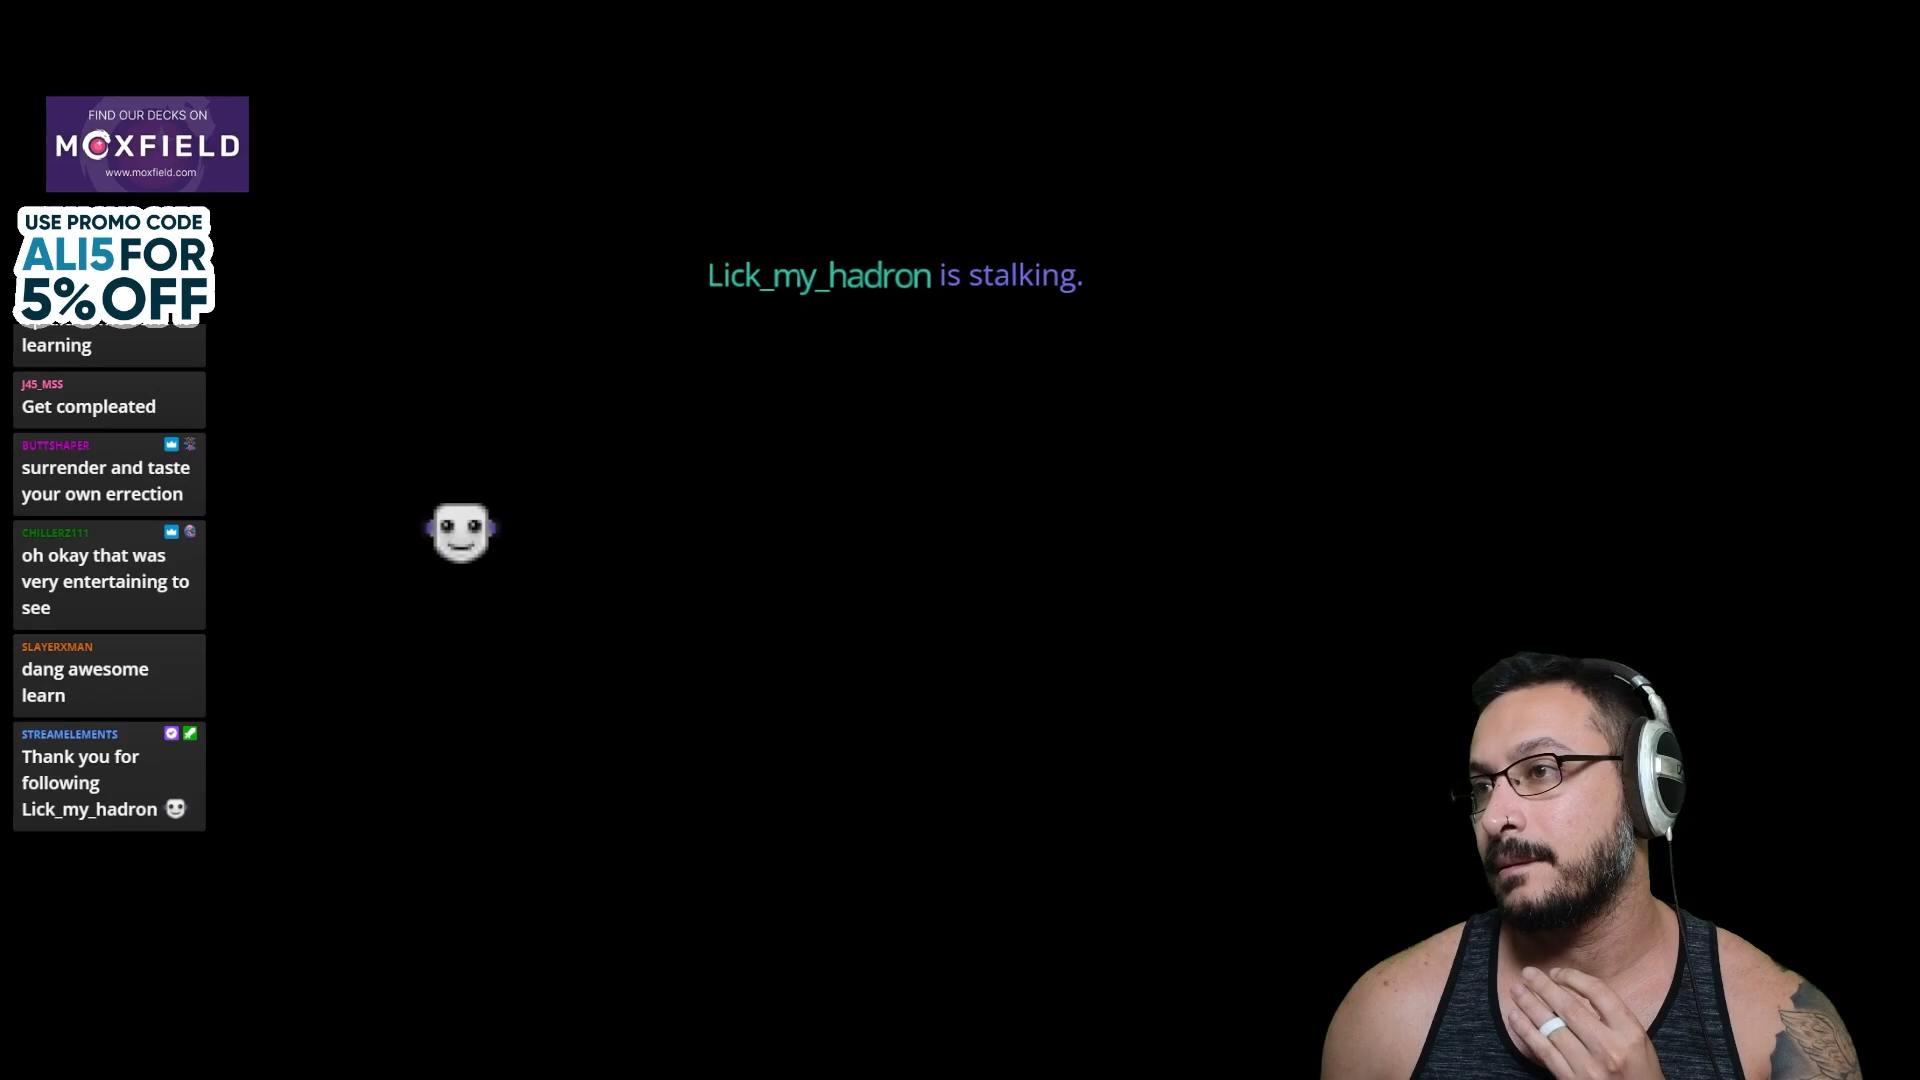 FIND OUR DECKS ON
MOXFIELD
www.moxfield.com
USE PROMO CODE
ALI5 FOR
5% OFF
learning
J45_MSS
Get compleated
BUTTSHAPER
surrender and taste
your own errection
CHILLERZ111
oh okay that was
very entertaining to
see
SLAYERXMAN
dang awesome
learn
STREAMELEMENTS
Thank you for
following
Lick_my_hadron
Lick_my_hadron is stalking.